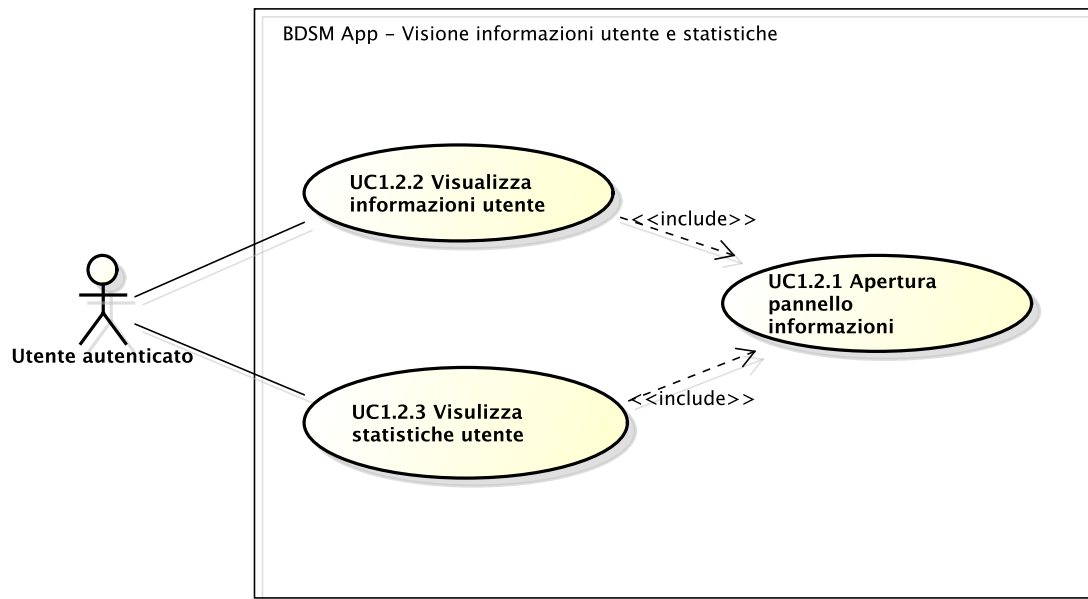 BDSM App - Visione informazioni utente e statistiche
UC1.2.2 Visualizza
informazioni utente
<<include>>
UC1.2.1 Apertura
pannello
informazioni
Utente autenticato
<<include>>
UC1.2.3 Visulizza
statistiche utente